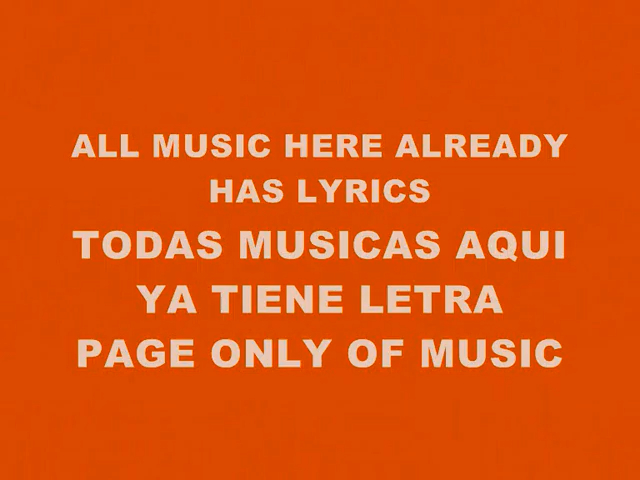 ALL MUSIC HERE ALREADY
HAS LYRICS
TODAS MUSICAS AQUI
YA TIENE LETRA
PAGE ONLY OF MUSIC